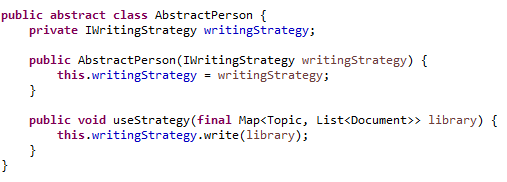 public abstract class AbstractPerson {
    private IWritingStrategy writingStrategy;
    public AbstractPerson(IWritingStrategy writingStrategy) {
        this.writingStrategy = writingStrategy;
    }
    public void useStrategy(final Map<Topic, List<Document>> library) {
        this.writingStrategy.write(library);
    }
}